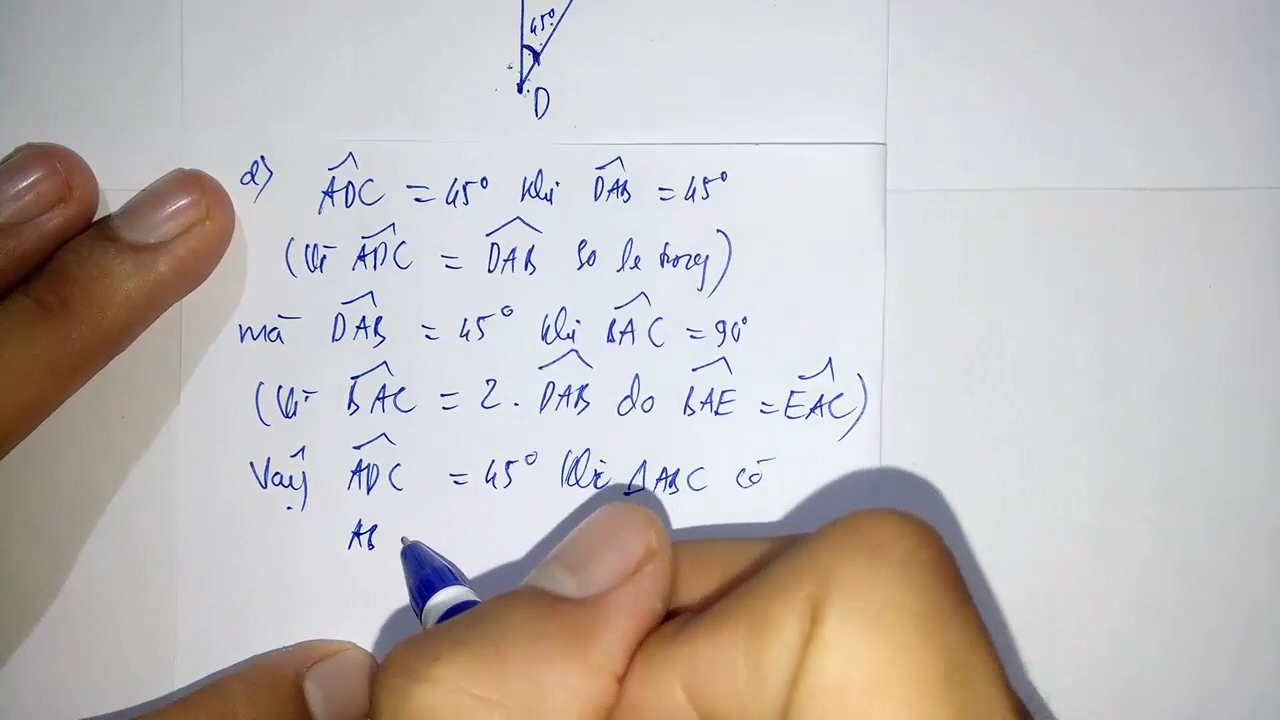 45°
D
d) ADC = 45° khi DAB = 45°
(Vì ADC = DAB so le trong)
mà DAB = 45° khi BAC = 90°
(Vì BAC = 2. DAB do BAE = EAC)
Vậy ADC = 45° khi ΔABC có
AB